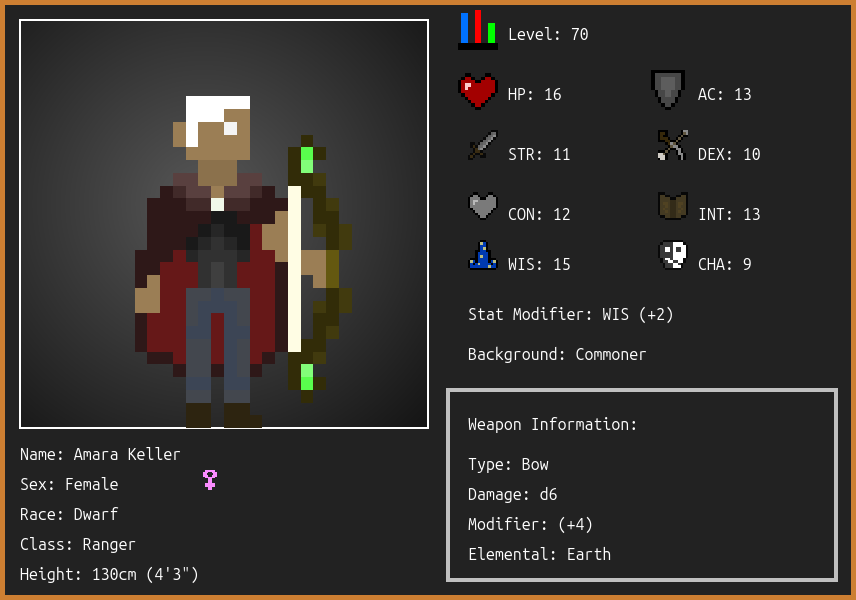 Level: 70
HP: 16
AC: 13
STR: 11
DEX: 10
CON: 12
INT: 13
WIS: 15
CHA: 9
Stat Modifier: WIS (+2)
Background: Commoner
Weapon Information:
Type: Bow
Damage: d6
Modifier: (+4)
Elemental: Earth
Name: Amara Keller
Sex: Female
Race: Dwarf
Class: Ranger
Height: 130cm (4'3")